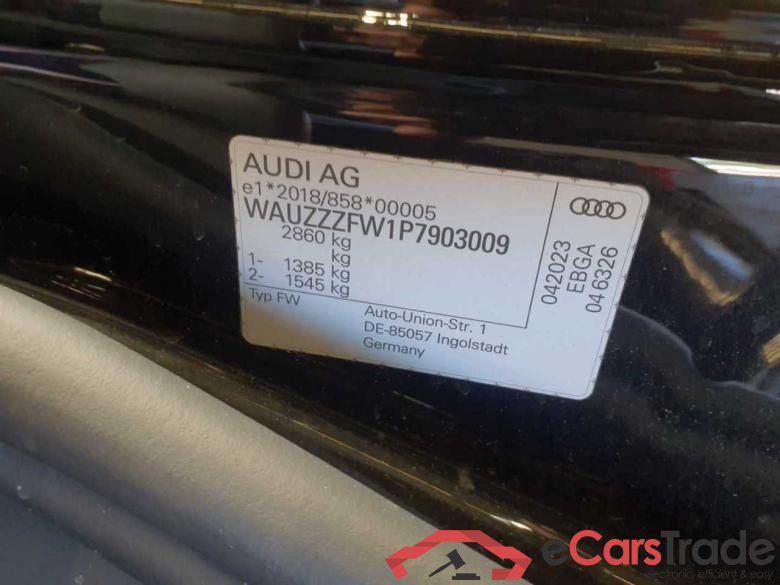 AUDI AG
e1*2018/858*00005
WAUZZZFW1P7903009
2860 kg
kg
1- 1385 kg
2- 1545 kg
Typ FW
Auto-Union-Str. 1
DE-85057 Ingolstadt
Germany
042023
EBGA
046326
eCarsTrade
electronic, efficient & easy